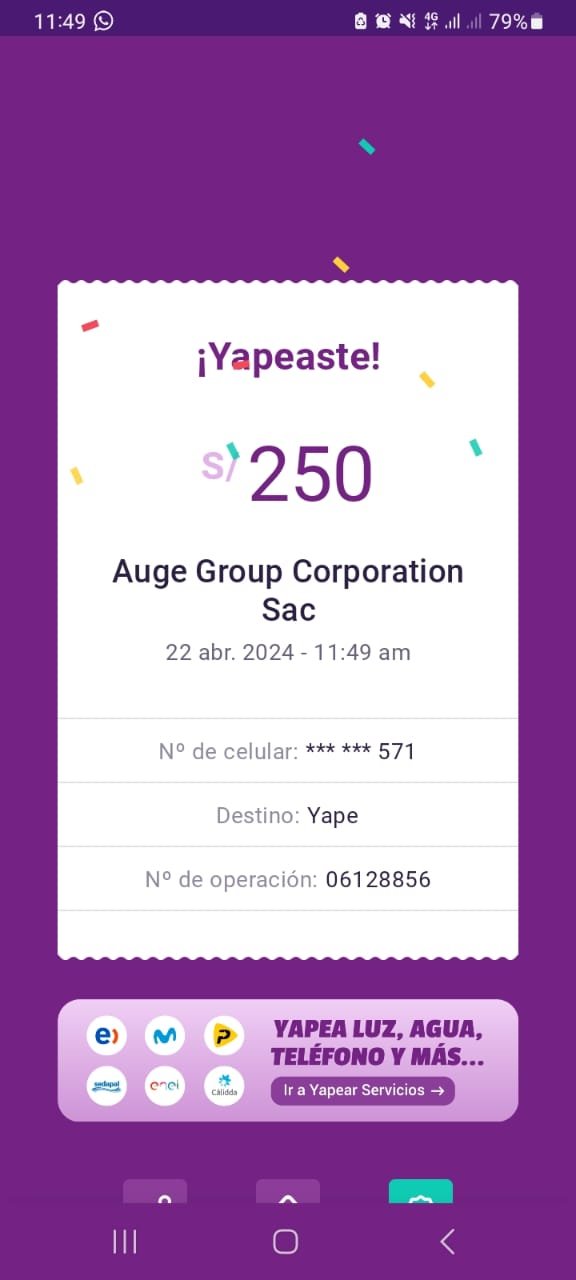 11:49
4G
79%
¡Yapeaste!
S/ 250
Auge Group Corporation
Sac
22 abr. 2024 - 11:49 am
Nº de celular: *** *** 571
Destino: Yape
Nº de operación: 06128856
e)
P
YAPEA LUZ, AGUA,
TELÉFONO Y MÁS...
sedapal
enel
Cálidda
Ir a Yapear Servicios →